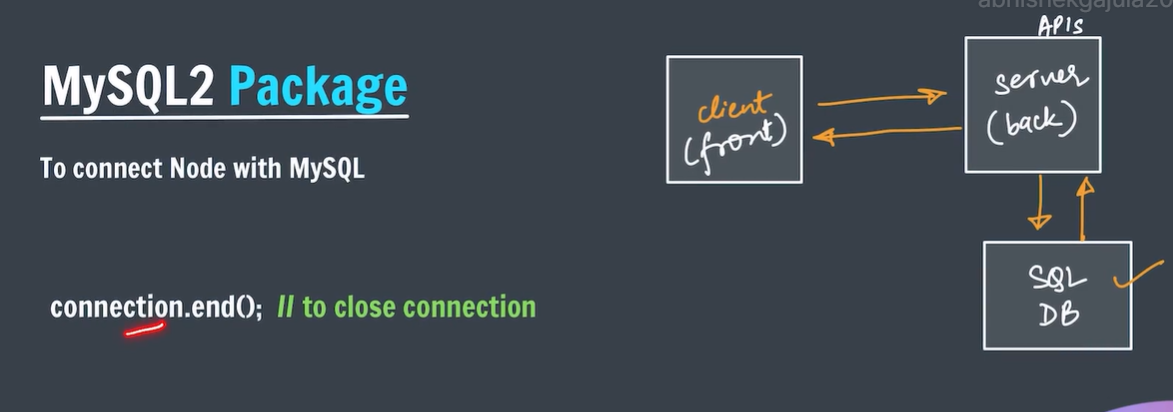 abhishekgajula20
APIs
MySQL2 Package
To connect Node with MySQL
connection.end(); // to close connection
client
(front)
server
(back)
SQL
DB